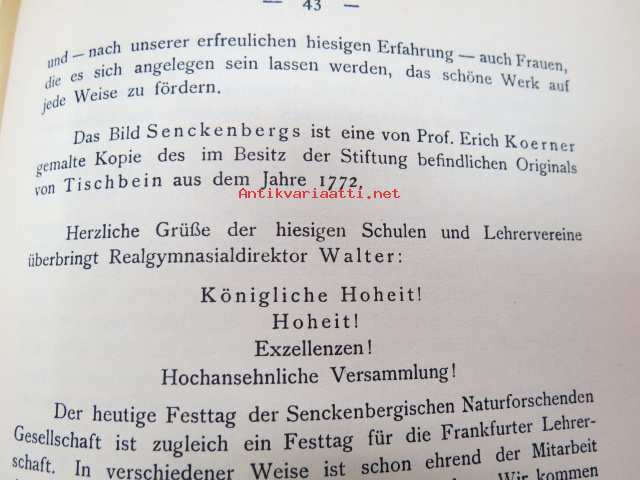 — 43 —
und — nach unserer erfreulichen hiesigen Erfahrung — auch Frauen,
die es sich angelegen sein lassen werden, das schöne Werk auf
jede Weise zu fördern.
Das Bild Senckenbergs ist eine von Prof. Erich Koerner
gemalte Kopie des im Besitz der Stiftung befindlichen Originals
von Tischbein aus dem Jahre 1772.
Antikvariaatti.net
Herzliche Grüße der hiesigen Schulen und Lehrervereine
überbringt Realgymnasialdirektor Walter:
Königliche Hoheit!
Hoheit!
Exzellenzen!
Hochansehnliche Versammlung!
Der heutige Festtag der Senckenbergischen Naturforschenden
Gesellschaft ist zugleich ein Festtag für die Frankfurter Lehrer-
schaft. In verschiedener Weise ist schon ehrend der Mitarbeit
Wir kommen